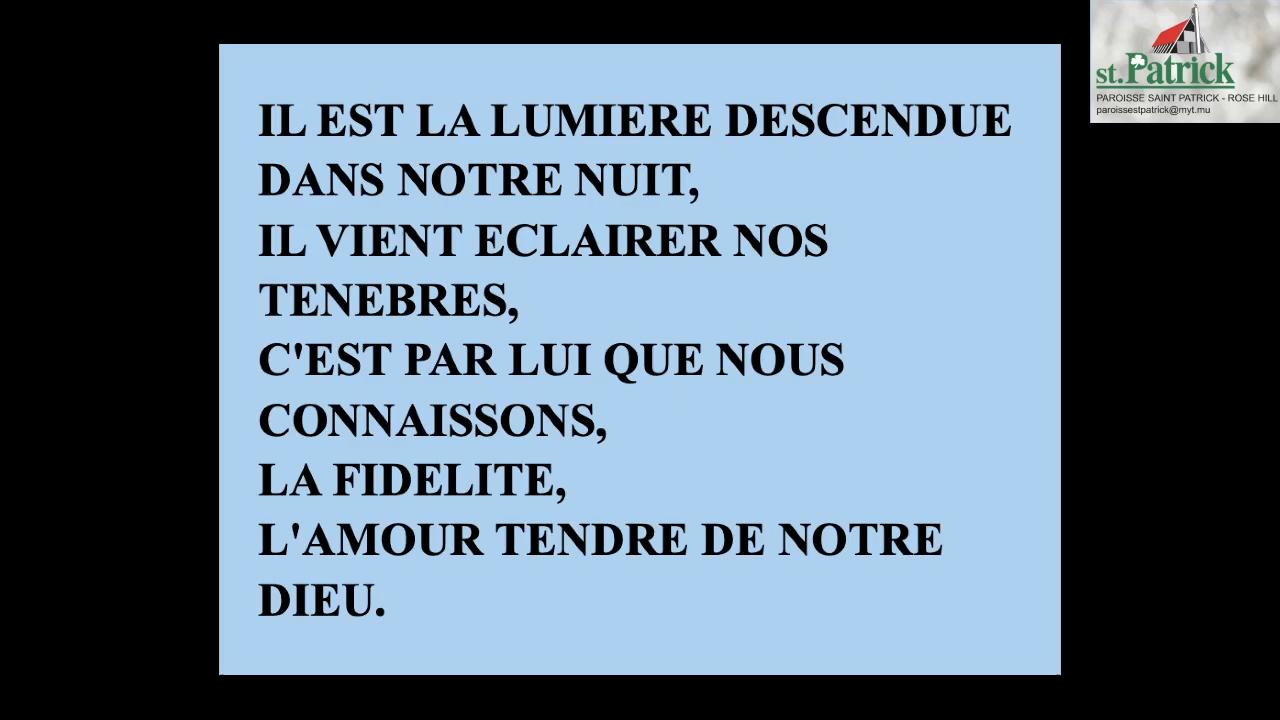 IL EST LA LUMIERE DESCENDUE
DANS NOTRE NUIT,
IL VIENT ECLAIRER NOS
TENEBRES,
C'EST PAR LUI QUE NOUS
CONNAISSONS,
LA FIDELITE,
L'AMOUR TENDRE DE NOTRE
DIEU.
st.Patrick
PAROISSE SAINT PATRICK - ROSE HILL
paroissestpatrick@myt.mu